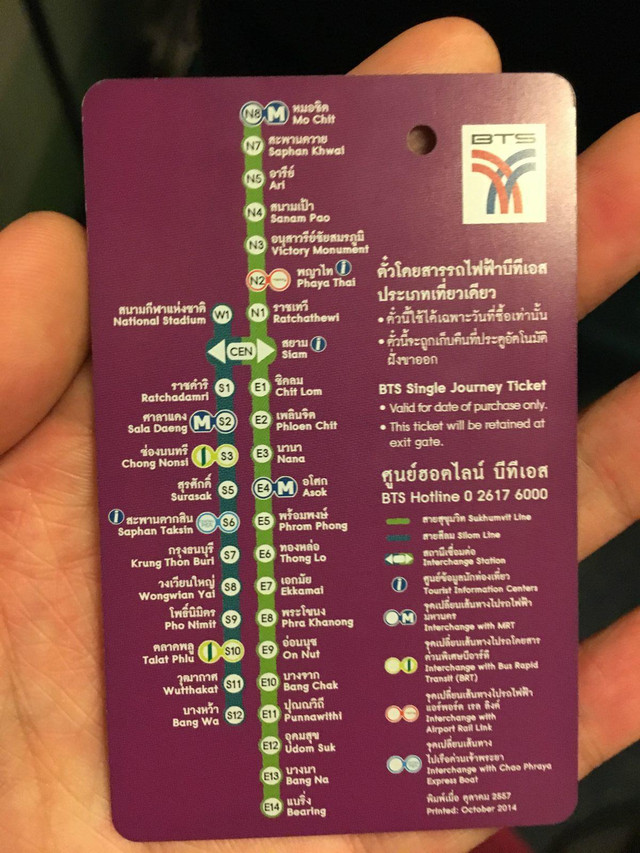 N8 M หมอชิต
Mo Chit
N7 สะพานควาย
Saphan Khwai
N5 อารีย์
Ari
N4 สนามเป้า
Sanam Pao
N3 อนุสาวรีย์ชัยสมรภูมิ
Victory Monument
N2 พญาไท i
Phaya Thai
N1 ราชเทวี
Ratchathewi
สนามกีฬาแห่งชาติ W1
National Stadium
CEN สยาม i
Siam
ราชดำริ S1
Ratchadamri
ศาลาแดง M S2
Sala Daeng
ช่องนนทรี S3
Chong Nonsi
สุรศักดิ์ S5
Surasak
i สะพานตากสิน S6
Saphan Taksin
กรุงธนบุรี S7
Krung Thon Buri
วงเวียนใหญ่ S8
Wongwian Yai
โพธิ์นิมิตร S9
Pho Nimit
ตลาดพลู S10
Talat Phlu
วุฒากาศ S11
Wutthakat
บางหว้า S12
Bang Wa
E1 ชิดลม
Chit Lom
E2 เพลินจิต
Phloen Chit
E3 นานา
Nana
E4 M อโศก
Asok
E5 พร้อมพงษ์
Phrom Phong
E6 ทองหล่อ
Thong Lo
E7 เอกมัย
Ekkamai
E8 พระโขนง
Phra Khanong
E9 อ่อนนุช
On Nut
E10 บางจาก
Bang Chak
E11 ปุณณวิถี
Punnawithi
E12 อุดมสุข
Udom Suk
E13 บางนา
Bang Na
E14 แบริ่ง
Bearing
BTS
ตั๋วโดยสารรถไฟฟ้าบีทีเอส
ประเภทเที่ยวเดียว
• ตั๋วนี้ใช้ได้เฉพาะวันที่ซื้อเท่านั้น
• ตั๋วนี้จะถูกเก็บคืนที่ประตูอัตโนมัติ
ฝั่งขาออก
BTS Single Journey Ticket
• Valid for date of purchase only.
• This ticket will be retained at
exit gate.
ศูนย์ฮอตไลน์ บีทีเอส
BTS Hotline 0 2617 6000
สายสุขุมวิท Sukhumvit Line
สายสีลม Silom Line
สถานีเชื่อมต่อ
Interchange Station
i ศูนย์ข้อมูลนักท่องเที่ยว
Tourist Information Centers
M จุดเปลี่ยนเส้นทางไปรถไฟฟ้า
มหานคร
Interchange with MRT
จุดเปลี่ยนเส้นทางไปรถโดยสาร
ด่วนพิเศษบีอาร์ที
Interchange with Bus Rapid
Transit (BRT)
จุดเปลี่ยนเส้นทางไปรถไฟฟ้า
แอร์พอร์ต เรล ลิงก์
Interchange with
Airport Rail Link
จุดเปลี่ยนเส้นทาง
ไปเรือด่วนเจ้าพระยา
Interchange with Chao Phraya
Express Boat
พิมพ์เมื่อ ตุลาคม 2557
Printed: October 2014